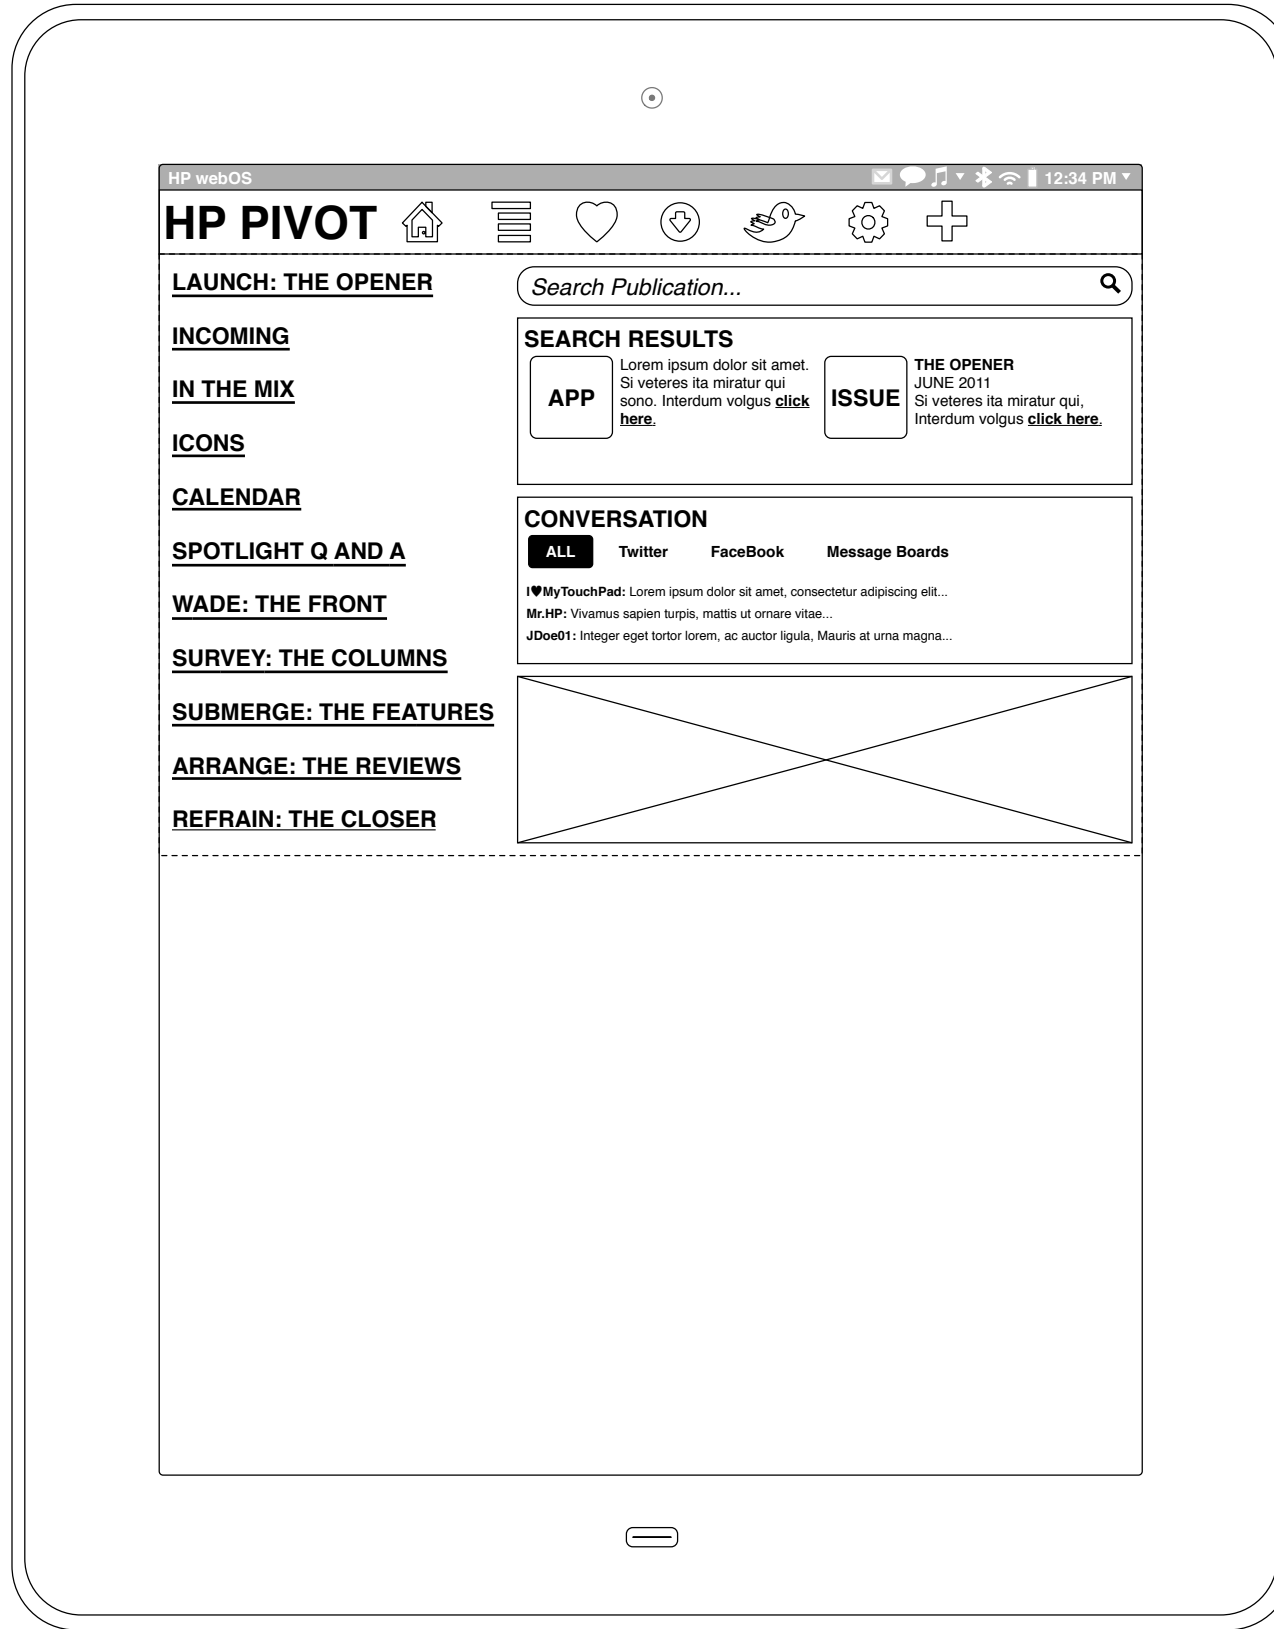 HP webOS
12:34 PM
HP PIVOT
LAUNCH: THE OPENER
INCOMING
IN THE MIX
ICONS
CALENDAR
SPOTLIGHT Q AND A
WADE: THE FRONT
SURVEY: THE COLUMNS
SUBMERGE: THE FEATURES
ARRANGE: THE REVIEWS
REFRAIN: THE CLOSER
Search Publication...
SEARCH RESULTS
APP
Lorem ipsum dolor sit amet.
Si veteres ita miratur qui
sono. Interdum volgus click
here.
ISSUE
THE OPENER
JUNE 2011
Si veteres ita miratur qui,
Interdum volgus click here.
CONVERSATION
ALL Twitter FaceBook Message Boards
I♥MyTouchPad: Lorem ipsum dolor sit amet, consectetur adipiscing elit...
Mr.HP: Vivamus sapien turpis, mattis ut ornare vitae...
JDoe01: Integer eget tortor lorem, ac auctor ligula, Mauris at urna magna...